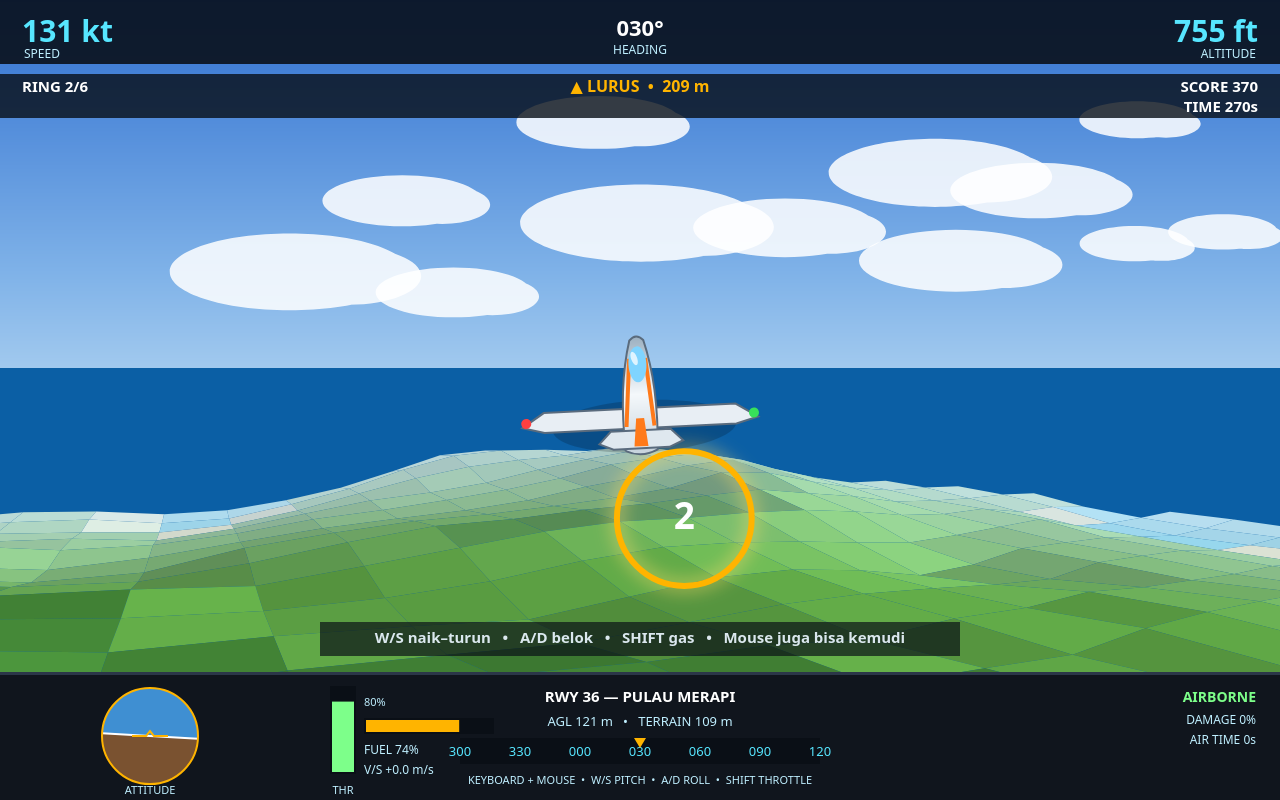 131 kt
SPEED
030°
HEADING
755 ft
ALTITUDE
RING 2/6
▲ LURUS • 209 m
SCORE 370
TIME 270s
2
W/S naik–turun • A/D belok • SHIFT gas • Mouse juga bisa kemudi
ATTITUDE
80%
FUEL 74%
V/S +0.0 m/s
THR
RWY 36 — PULAU MERAPI
AGL 121 m • TERRAIN 109 m
300 330 000 030 060 090 120
KEYBOARD + MOUSE • W/S PITCH • A/D ROLL • SHIFT THROTTLE
AIRBORNE
DAMAGE 0%
AIR TIME 0s